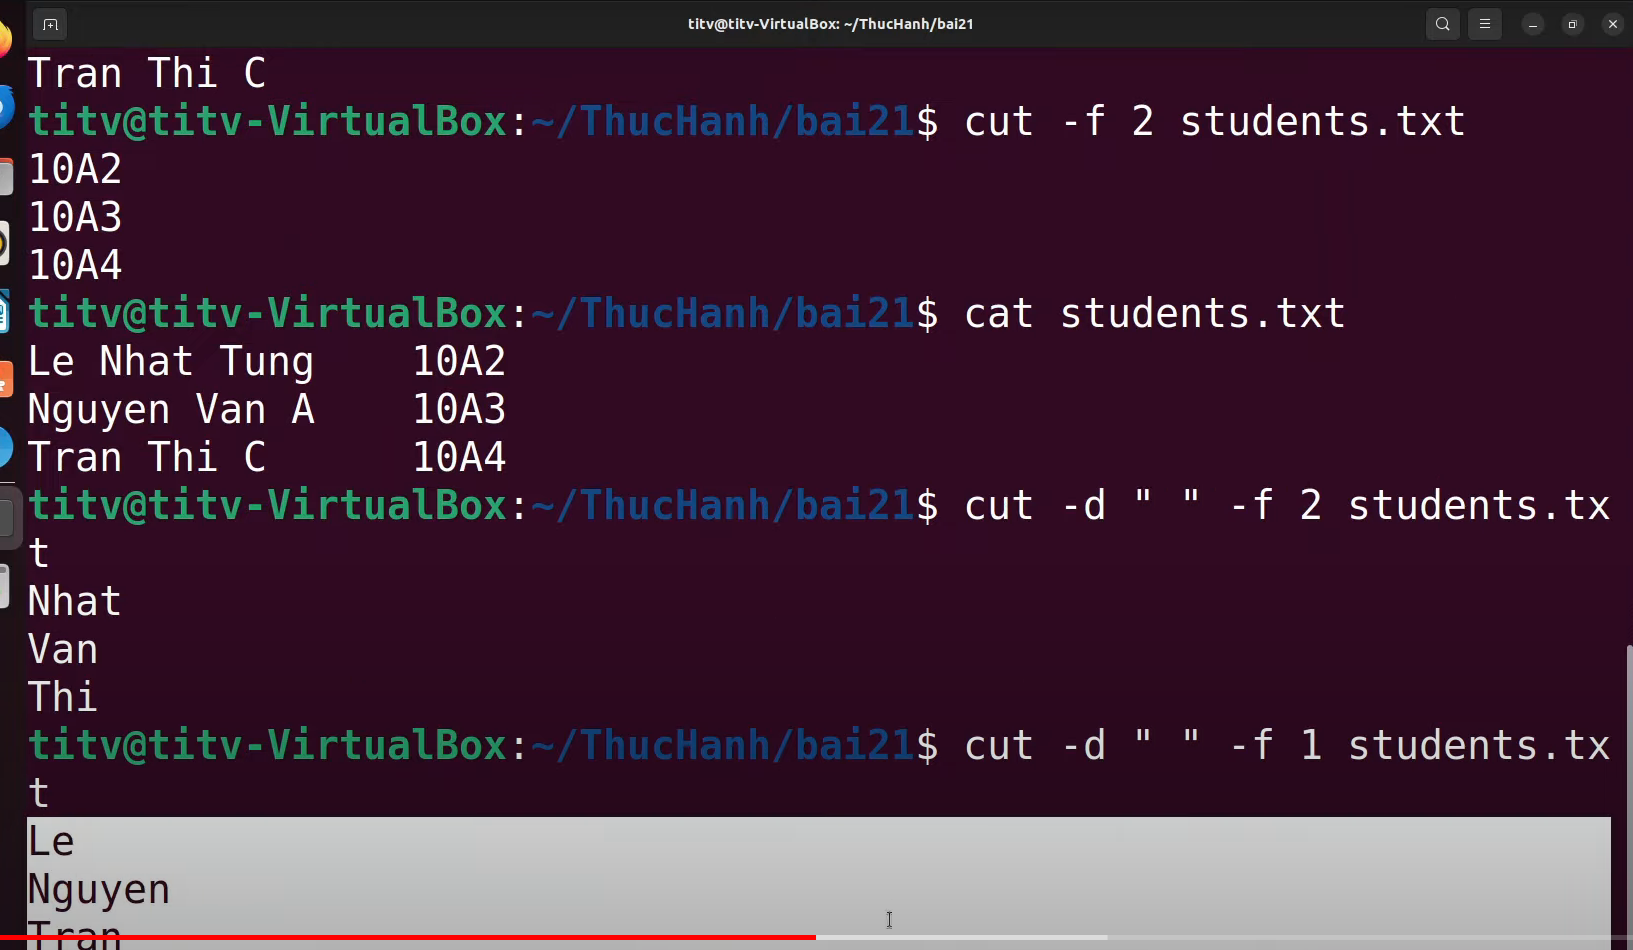 titv@titv-VirtualBox: ~/ThucHanh/bai21
Tran Thi C
titv@titv-VirtualBox:~/ThucHanh/bai21$ cut -f 2 students.txt
10A2
10A3
10A4
titv@titv-VirtualBox:~/ThucHanh/bai21$ cat students.txt
Le Nhat Tung    10A2
Nguyen Van A    10A3
Tran Thi C      10A4
titv@titv-VirtualBox:~/ThucHanh/bai21$ cut -d " " -f 2 students.tx
t
Nhat
Van
Thi
titv@titv-VirtualBox:~/ThucHanh/bai21$ cut -d " " -f 1 students.tx
t
Le
Nguyen
Tran